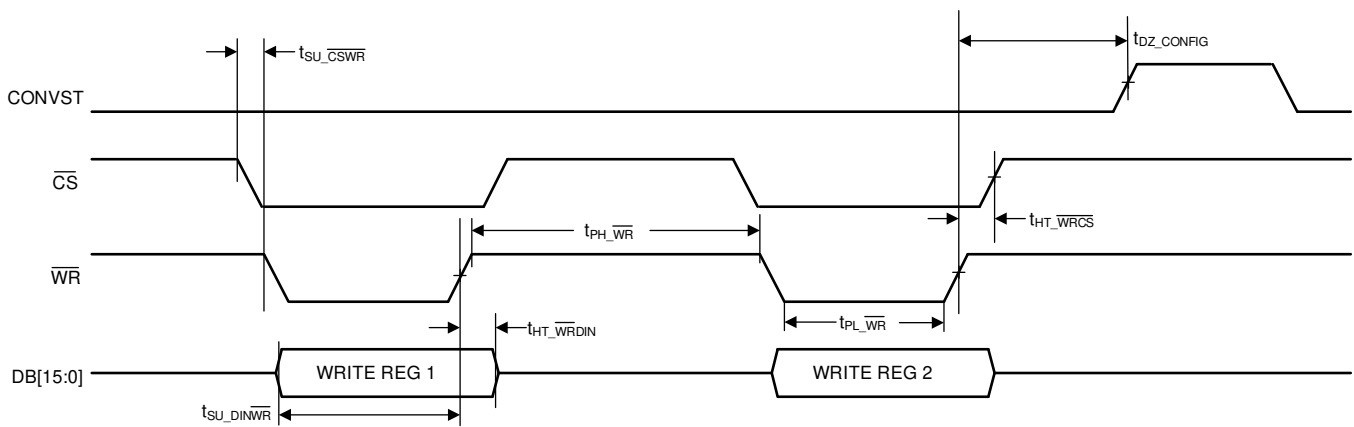 tDZ_CONFIG
tSU_CSWR
CONVST
CS
tHT_WRCS
tPH_WR
WR
tPL_WR
tHT_WRDIN
DB[15:0]
WRITE REG 1
WRITE REG 2
tSU_DINWR